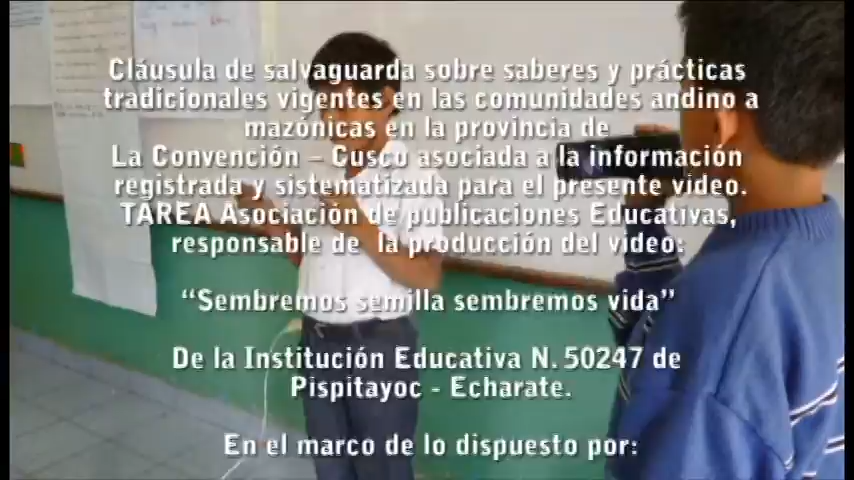 Cláusula de salvaguarda sobre saberes y prácticas
tradicionales vigentes en las comunidades andino a
mazónicas en la provincia de
La Convención – Cusco asociada a la información
registrada y sistematizada para el presente video.
TAREA Asociación de publicaciones Educativas,
responsable de la producción del video:
“Sembremos semilla sembremos vida”
De la Institución Educativa N. 50247 de
Pispitayoc - Echarate.
En el marco de lo dispuesto por: